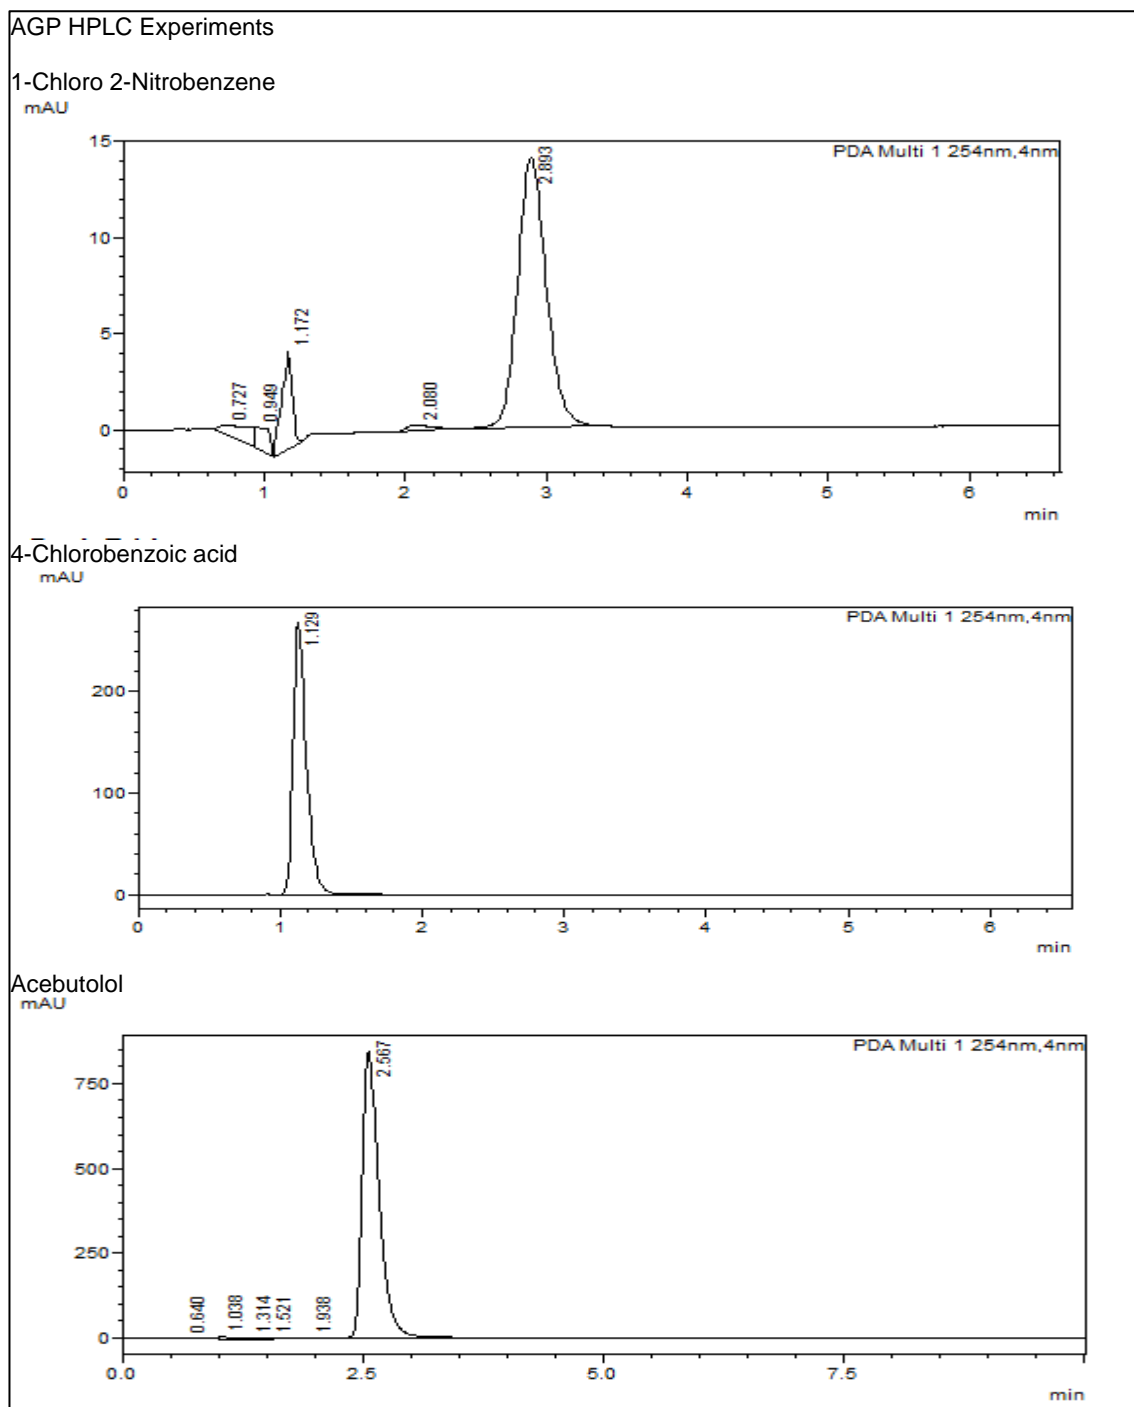 AGP HPLC Experiments
1-Chloro 2-Nitrobenzene
mAU
PDA Multi 1 254nm,4nm
15
10
5
0
0.727
0.949
1.172
2.080
2.893
0 1 2 3 4 5 6
min
4-Chlorobenzoic acid
mAU
PDA Multi 1 254nm,4nm
200
100
0
1.129
0 1 2 3 4 5 6
min
Acebutolol
mAU
PDA Multi 1 254nm,4nm
750
500
250
0
0.640
1.038
1.314
1.521
1.938
2.567
0.0 2.5 5.0 7.5
min